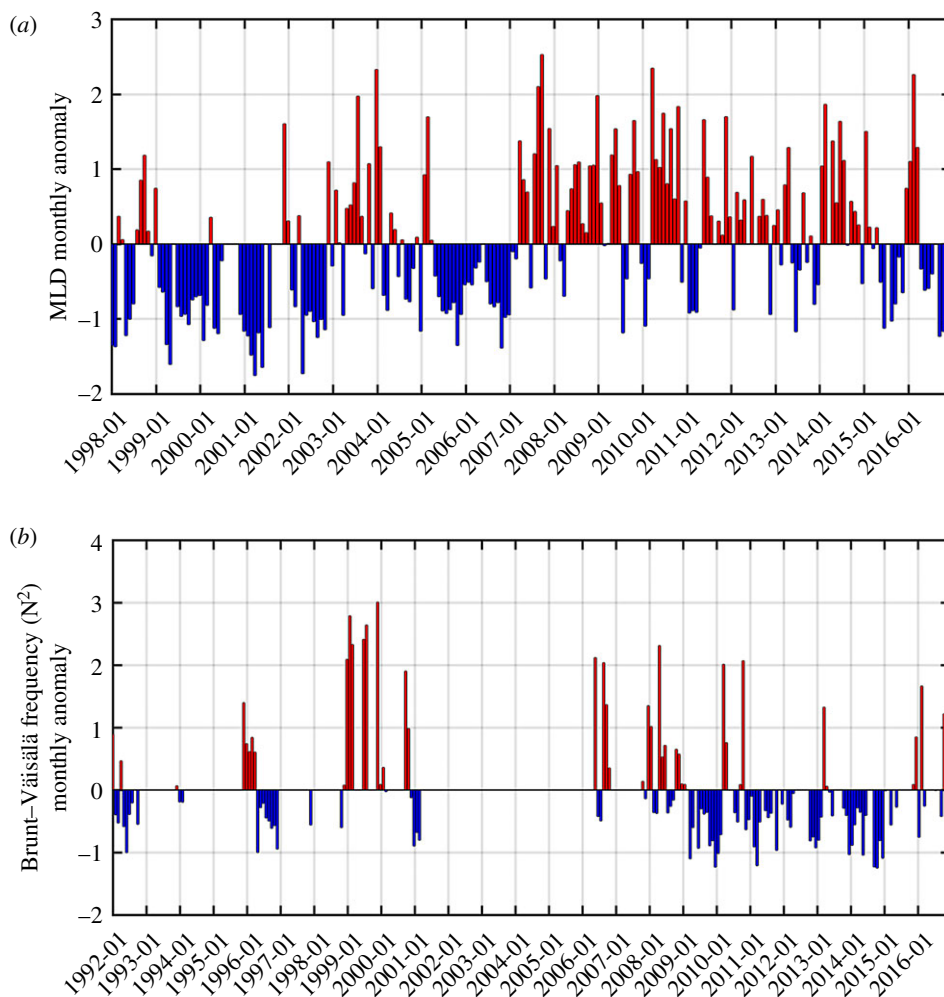 (a)
MLD monthly anomaly
3
2
1
0
−1
−2
1998-01 1999-01 2000-01 2001-01 2002-01 2003-01 2004-01 2005-01 2006-01 2007-01 2008-01 2009-01 2010-01 2011-01 2012-01 2013-01 2014-01 2015-01 2016-01
(b)
Brunt–Väisälä frequency (N²)
monthly anomaly
4
3
2
1
0
−1
−2
1992-01 1993-01 1994-01 1995-01 1996-01 1997-01 1998-01 1999-01 2000-01 2001-01 2002-01 2003-01 2004-01 2005-01 2006-01 2007-01 2008-01 2009-01 2010-01 2011-01 2012-01 2013-01 2014-01 2015-01 2016-01